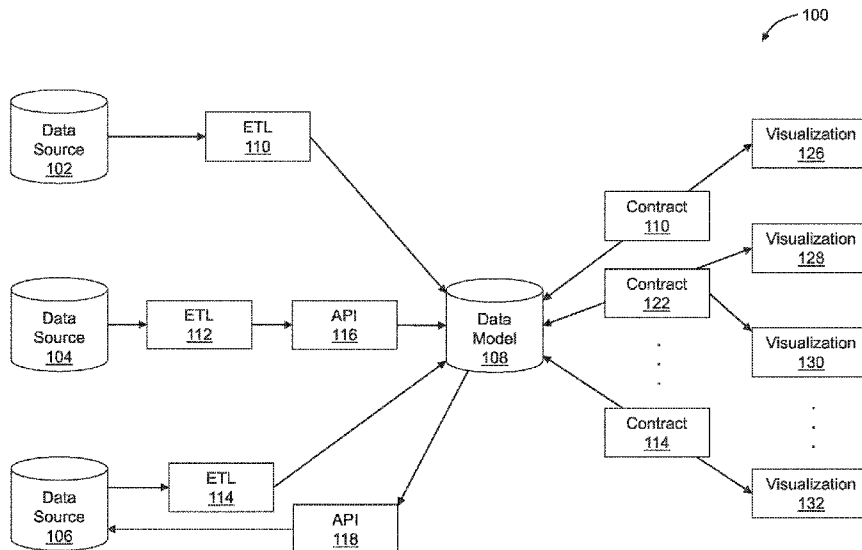 100
Data
Source
102
ETL
110
Visualization
126
Contract
110
Visualization
128
Data
Source
104
ETL
112
API
116
Data
Model
108
Contract
122
Visualization
130
Contract
114
Data
Source
106
ETL
114
API
118
Visualization
132